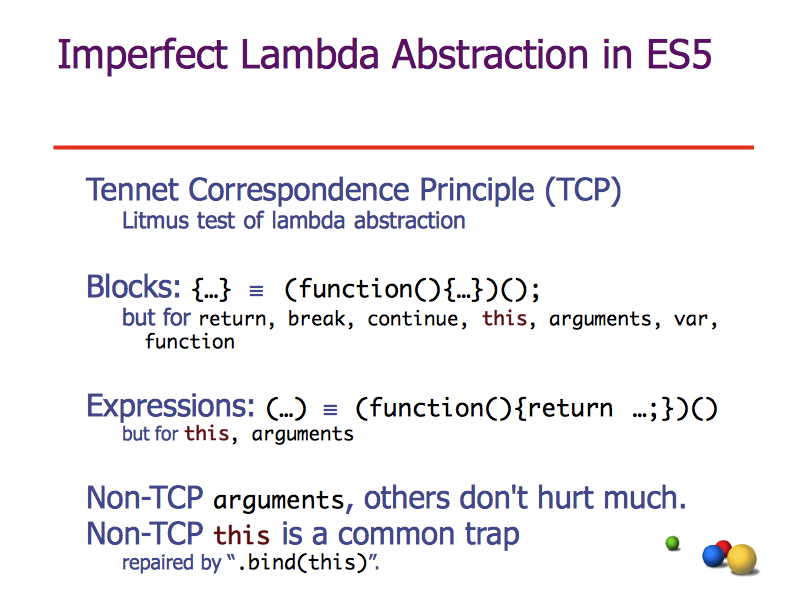 Imperfect Lambda Abstraction in ES5
Tennet Correspondence Principle (TCP)
Litmus test of lambda abstraction
Blocks: {…} ≡ (function(){…})();
but for return, break, continue, this, arguments, var,
function
Expressions: (…) ≡ (function(){return …;})()
but for this, arguments
Non-TCP arguments, others don't hurt much.
Non-TCP this is a common trap
repaired by “.bind(this)”.